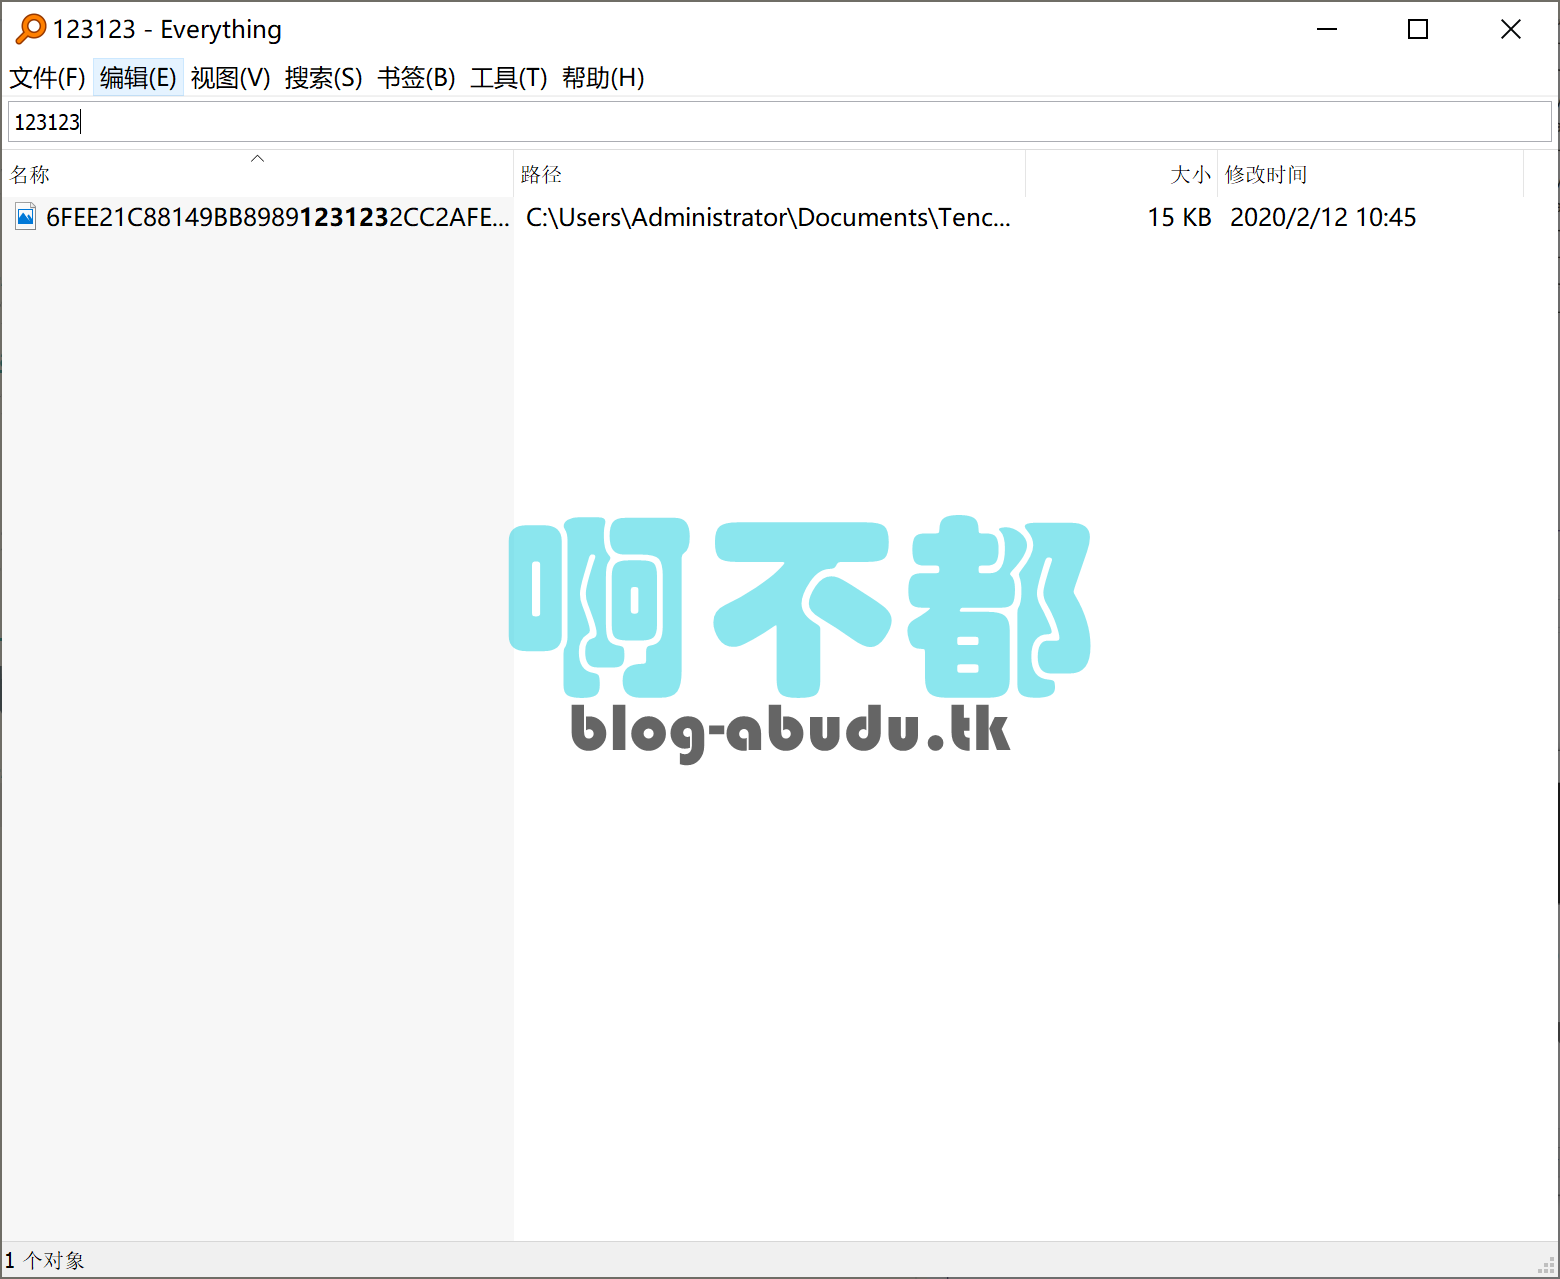 123123 - Everything
文件(F) 编辑(E) 视图(V) 搜索(S) 书签(B) 工具(T) 帮助(H)
123123
名称 路径 大小 修改时间
6FEE21C88149BB89891231232CC2AFE... C:\Users\Administrator\Documents\Tenc... 15 KB 2020/2/12 10:45
啊不都
blog-abudu.tk
1 个对象